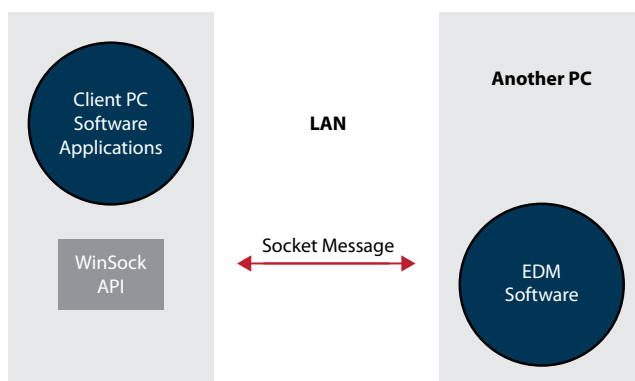 Client PC
Software
Applications
WinSock
API
LAN
Socket Message
Another PC
EDM
Software